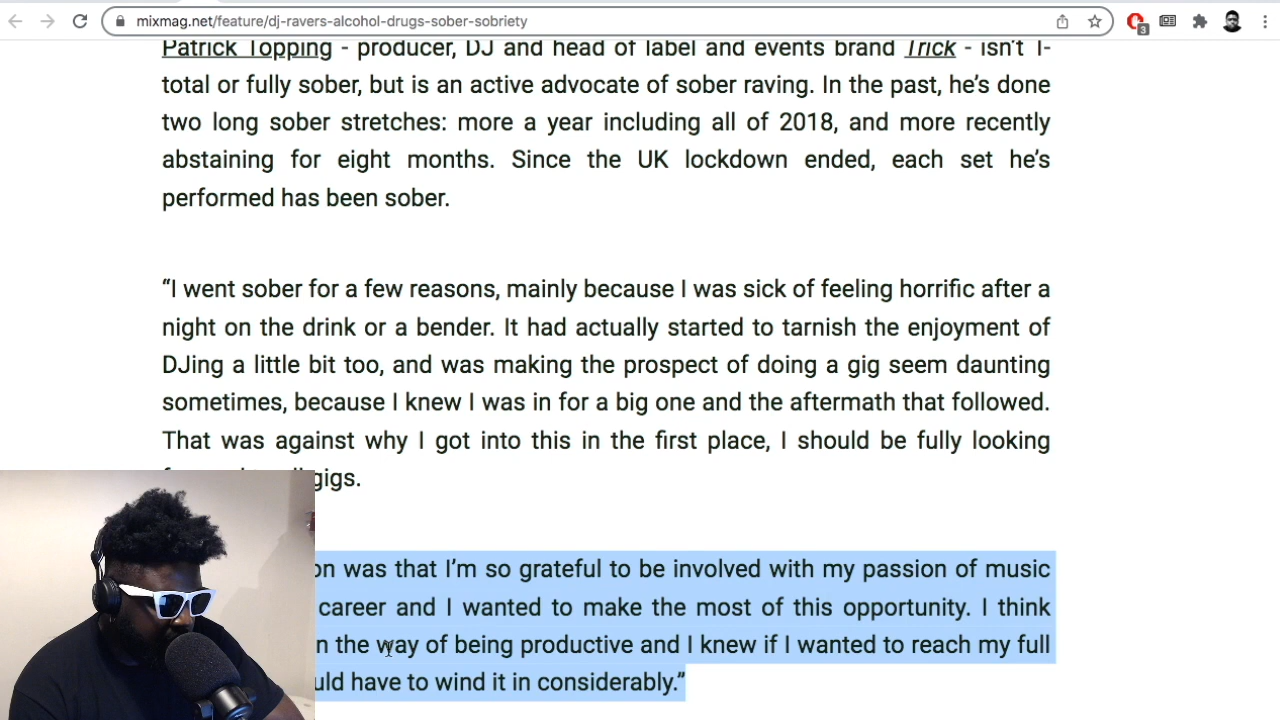 mixmag.net/feature/dj-ravers-alcohol-drugs-sober-sobriety
3
Patrick Topping - producer, DJ and head of label and events brand Trick - isn't T-
total or fully sober, but is an active advocate of sober raving. In the past, he's done
two long sober stretches: more a year including all of 2018, and more recently
abstaining for eight months. Since the UK lockdown ended, each set he's
performed has been sober.
“I went sober for a few reasons, mainly because I was sick of feeling horrific after a
night on the drink or a bender. It had actually started to tarnish the enjoyment of
DJing a little bit too, and was making the prospect of doing a gig seem daunting
sometimes, because I knew I was in for a big one and the aftermath that followed.
That was against why I got into this in the first place, I should be fully looking
gigs.
was that I'm so grateful to be involved with my passion of music
career and I wanted to make the most of this opportunity. I think
the way of being productive and I knew if I wanted to reach my full
have to wind it in considerably.”